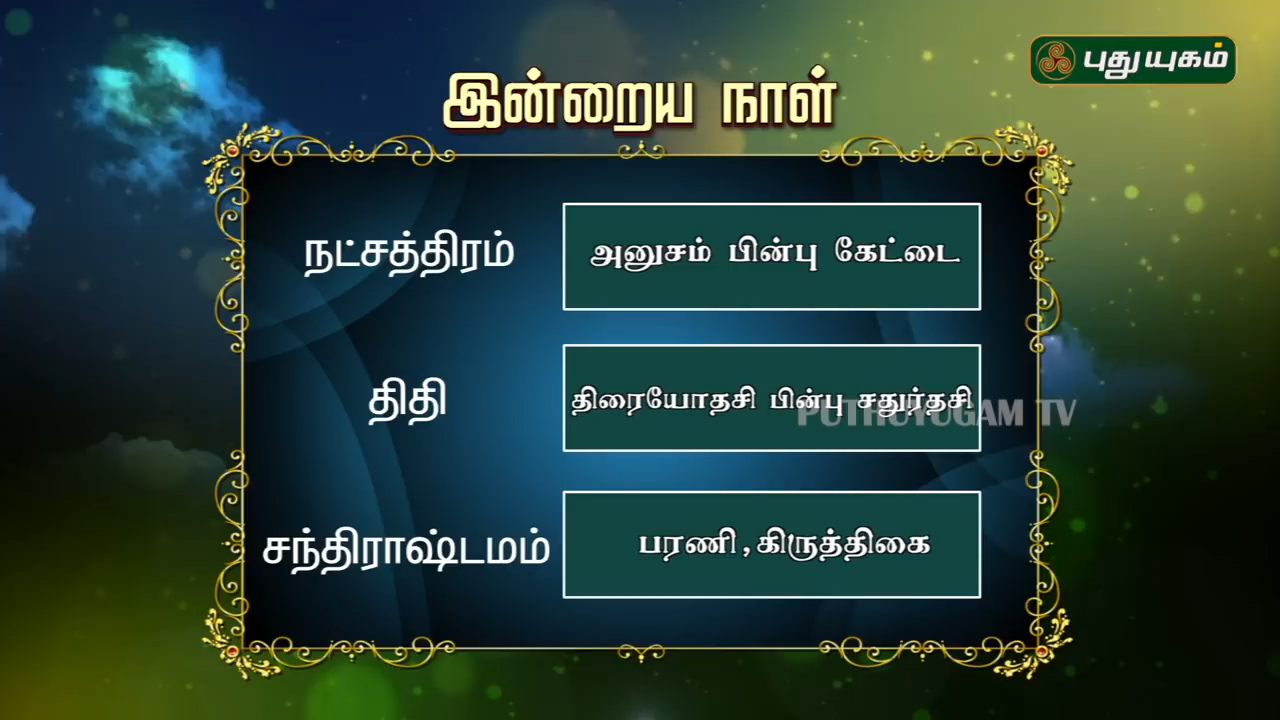 புதுயுகம்
இன்றைய நாள்
நட்சத்திரம்
அனுசம் பின்பு கேட்டை
திதி
திரையோதசி பின்பு சதுர்தசி
PUTHUYUGAM TV
சந்திராஷ்டமம்
பரணி,கிருத்திகை